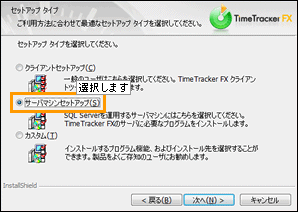 セットアップ タイプ
ご利用方法に合わせて最適なセットアップ タイプを選択してください。
TimeTracker FX
セットアップ タイプを選択してください。
クライアントセットアップ(C)
一般のユーザはこちらを選択してください。TimeTracker FX クライアン
選択します
サーバマシンセットアップ(S)
SQL Serverを運用するサーバマシンにはこちらを選択してください。
TimeTracker FXのサーバに必要なプログラムをインストールします。
カスタム(T)
インストールするプログラム機能、およびインストール先を選択することが
できます。製品をよくご存知のユーザにお勧めします。
InstallShield
< 戻る(B)
次へ(N) >
キャンセル